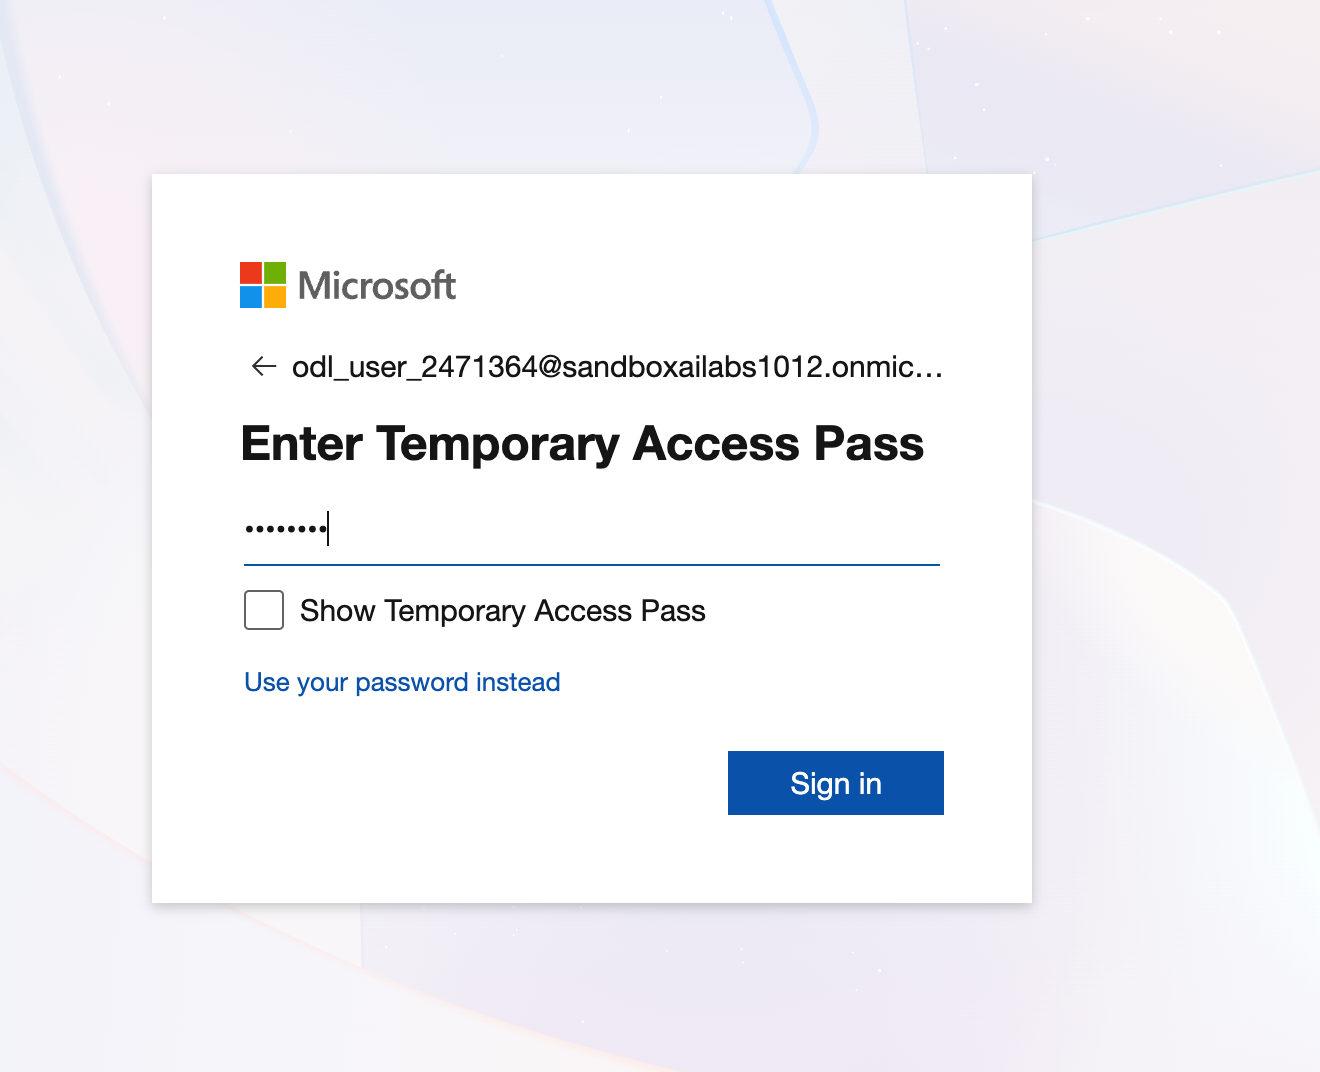 Microsoft
odl_user_2471364@sandboxailabs1012.onmic...
Enter Temporary Access Pass
••••••••
Show Temporary Access Pass
Use your password instead
Sign in